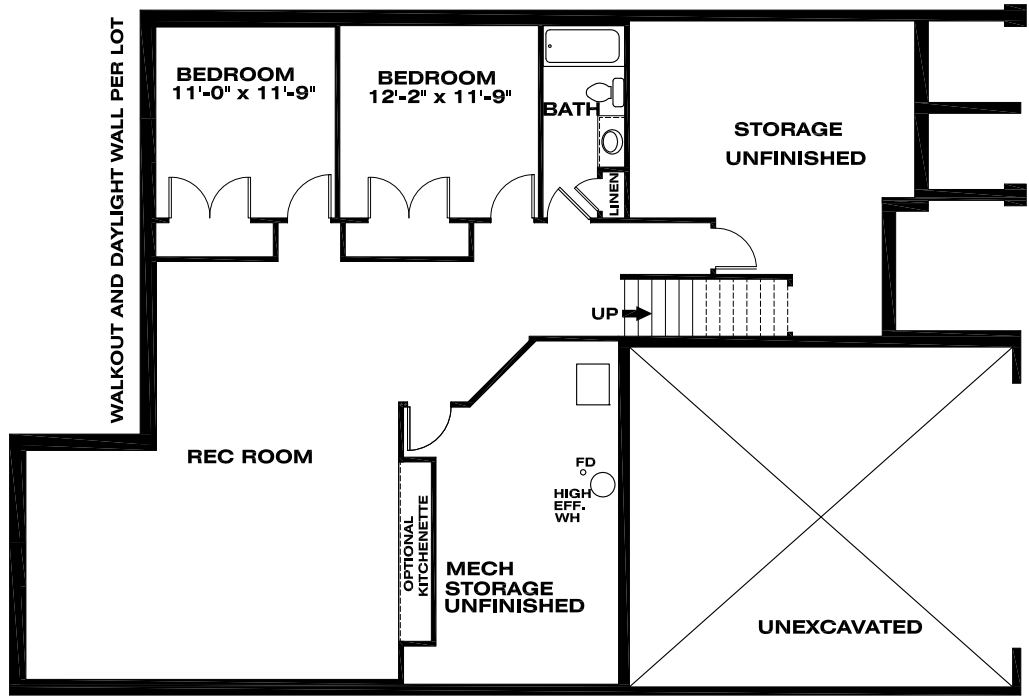 WALKOUT AND DAYLIGHT WALL PER LOT
BEDROOM
11'-0" x 11'-9"
BEDROOM
12'-2" x 11'-9"
BATH
LINEN
STORAGE
UNFINISHED
UP
REC ROOM
OPTIONAL
KITCHENETTE
FD
HIGH
EFF.
WH
MECH
STORAGE
UNFINISHED
UNEXCAVATED